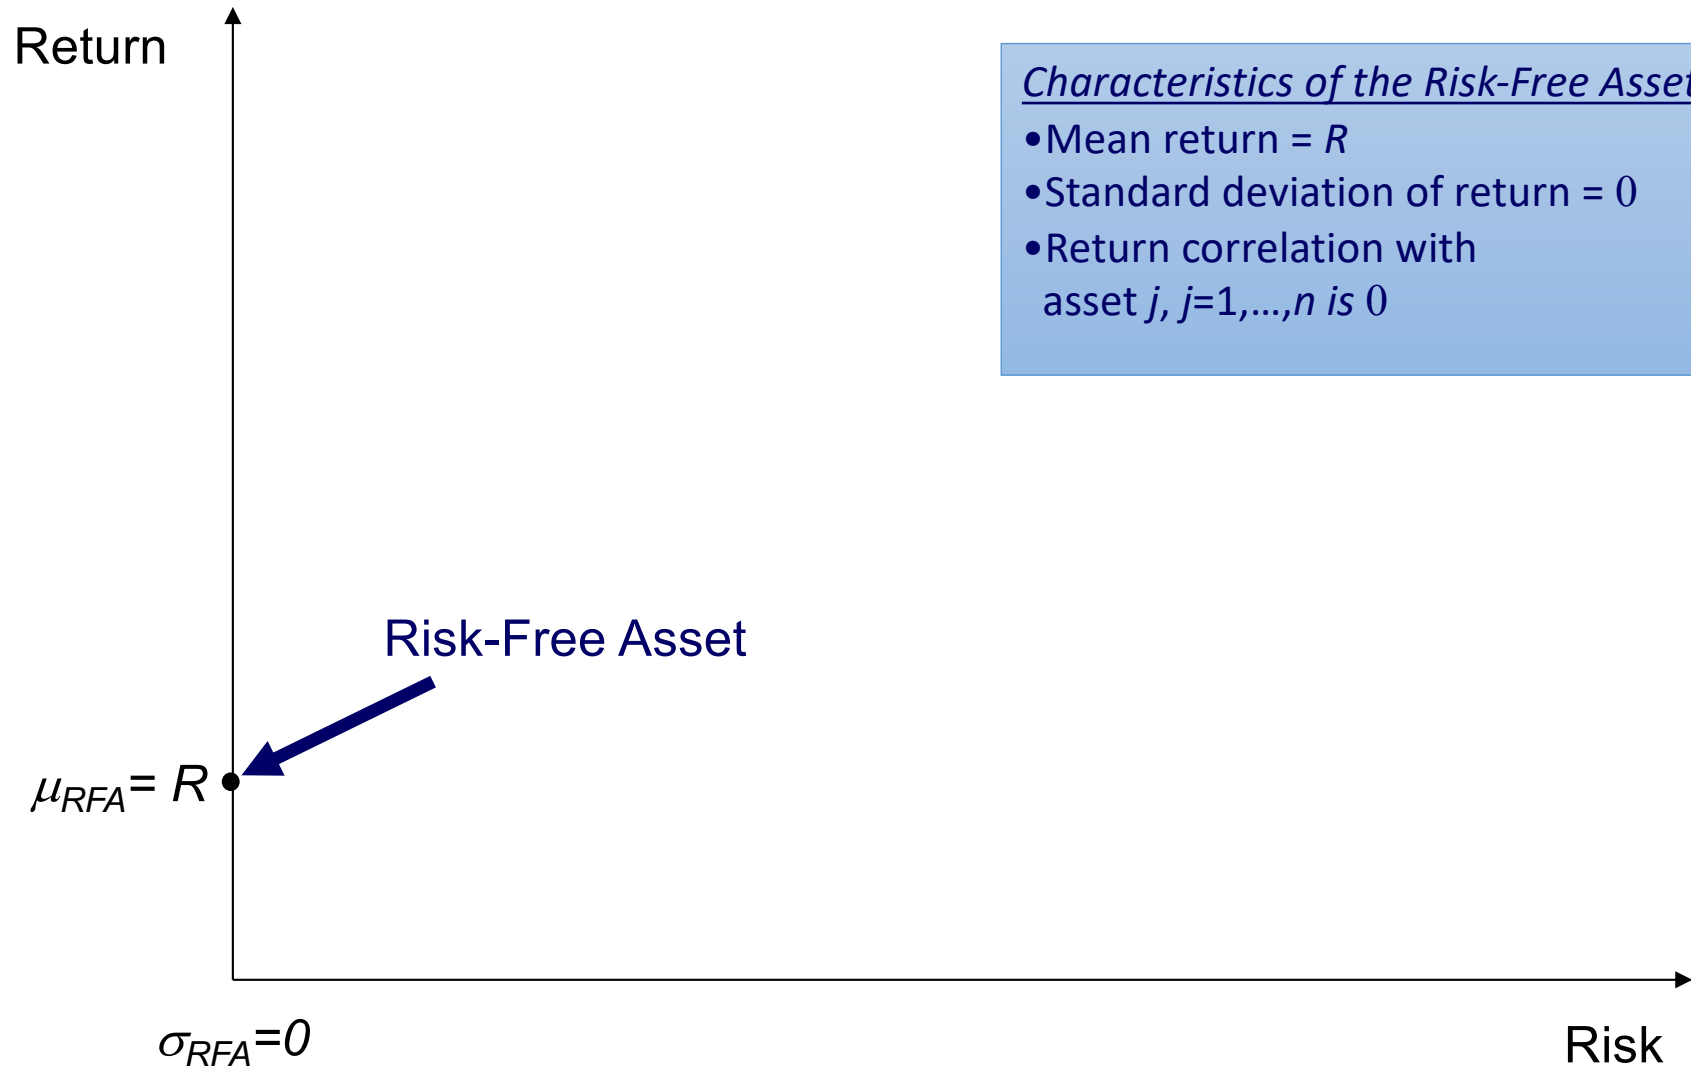 Return
Characteristics of the Risk-Free Asset
•Mean return = R
•Standard deviation of return = 0
•Return correlation with
asset j, j=1,...,n is 0
Risk-Free Asset
μRFA= R
σRFA=0
Risk